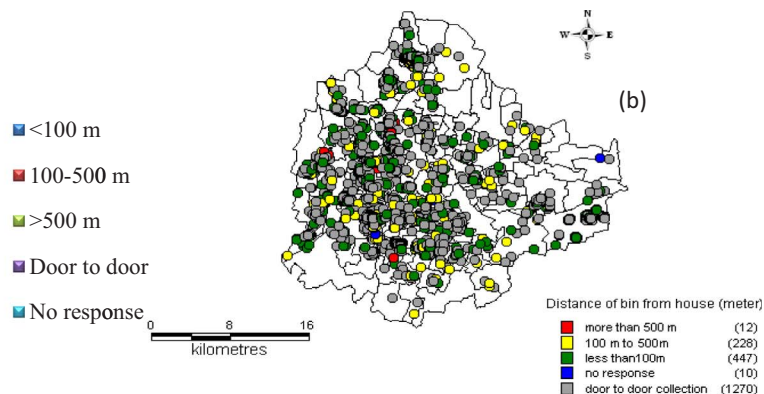 N
W E
S
(b)
<100 m
100-500 m
>500 m
Door to door
No response
0 8 16
kilometres
Distance of bin from house (meter)
more than 500 m (12)
100 m to 500m (228)
less than100m (447)
no response (10)
door to door collection (1270)